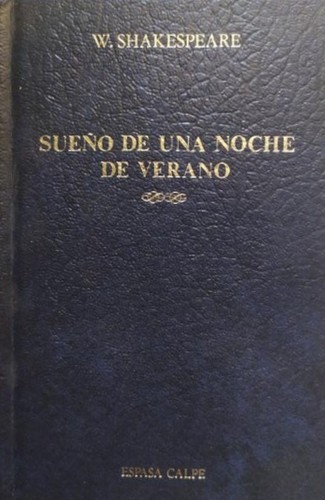 W. SHAKESPEARE
SUEÑO DE UNA NOCHE
DE VERANO
ESPASA CALPE